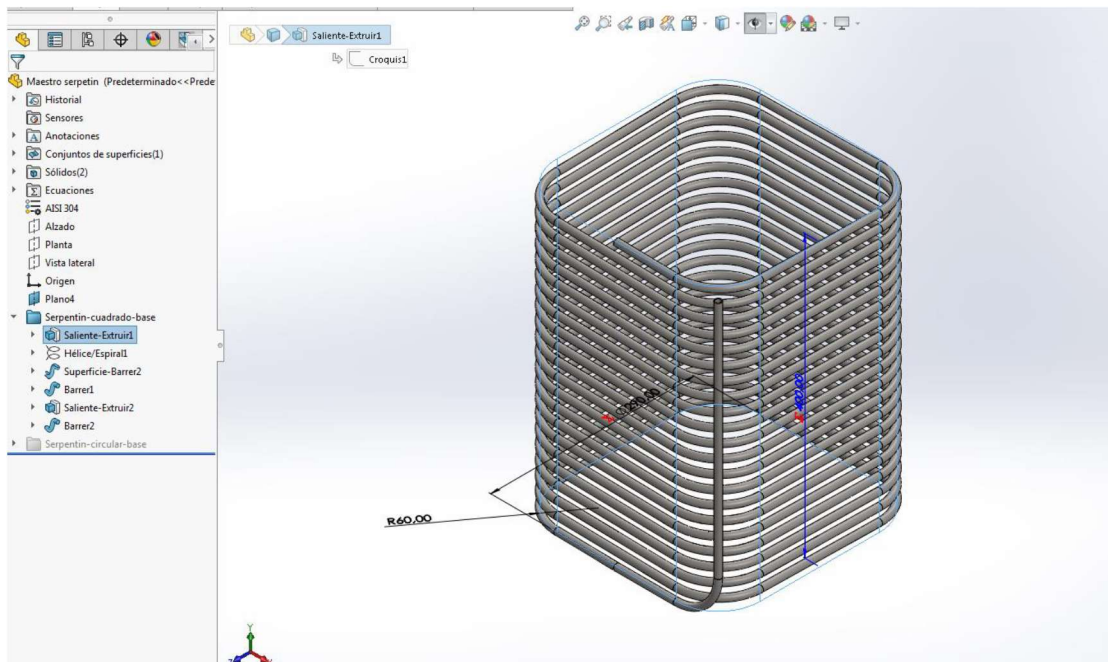 Saliente-Extruir1
Croquis1
Maestro serpetin (Predeterminado<<Prede
Historial
Sensores
Anotaciones
Conjuntos de superficies(1)
Sólidos(2)
Ecuaciones
AISI 304
Alzado
Planta
Vista lateral
Origen
Plano4
Serpentin-cuadrado-base
Saliente-Extruir1
Hélice/Espiral1
Superficie-Barrer2
Barrer1
Saliente-Extruir2
Barrer2
Serpentin-circular-base
R60.00
Y